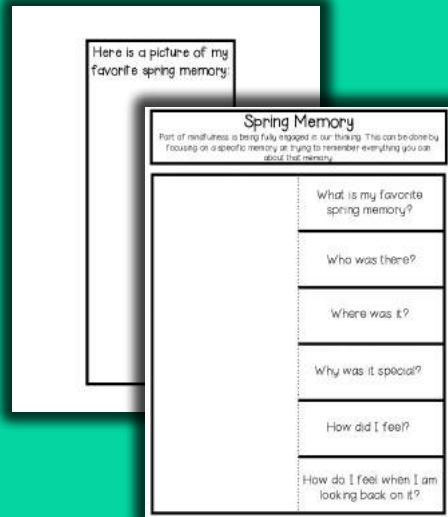 Here is a picture of my
favorite spring memory:
Spring Memory
Part of mindfulness is being fully engaged in our thinking. This can be done by
focusing on a specific memory an trying to remember everything you can
about that memory.
What is my favorite
spring memory?
Who was there?
Where was it?
Why was it special?
How did I feel?
How do I feel when I am
looking back on it?